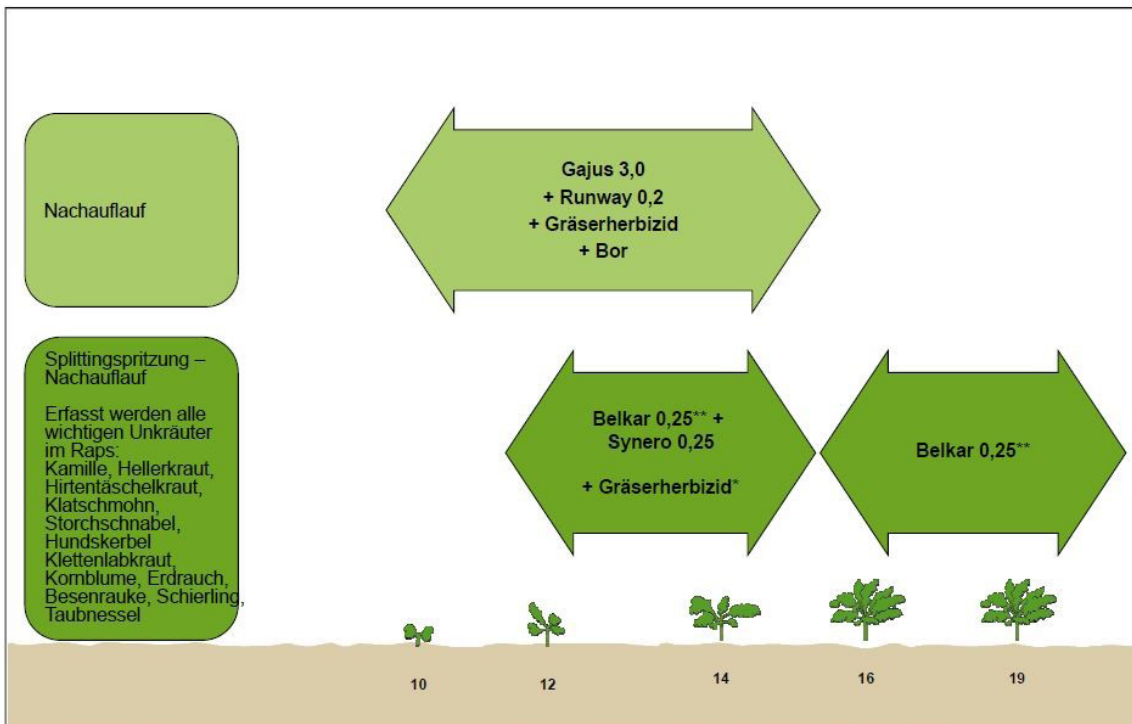 Nachauflauf
Gajus 3,0
+ Runway 0,2
+ Gräserherbizid
+ Bor
Splittingspritzung –
Nachauflauf
Erfasst werden alle
wichtigen Unkräuter
im Raps:
Kamille, Hellerkraut,
Hirtentäschelkraut,
Klatschmohn,
Storchschnabel,
Hundskerbel
Klettenlabkraut,
Kornblume, Erdrauch,
Besenrauke, Schierling,
Taubnessel
Belkar 0,25** +
Synero 0,25
+ Gräserherbizid*
Belkar 0,25**
10
12
14
16
19